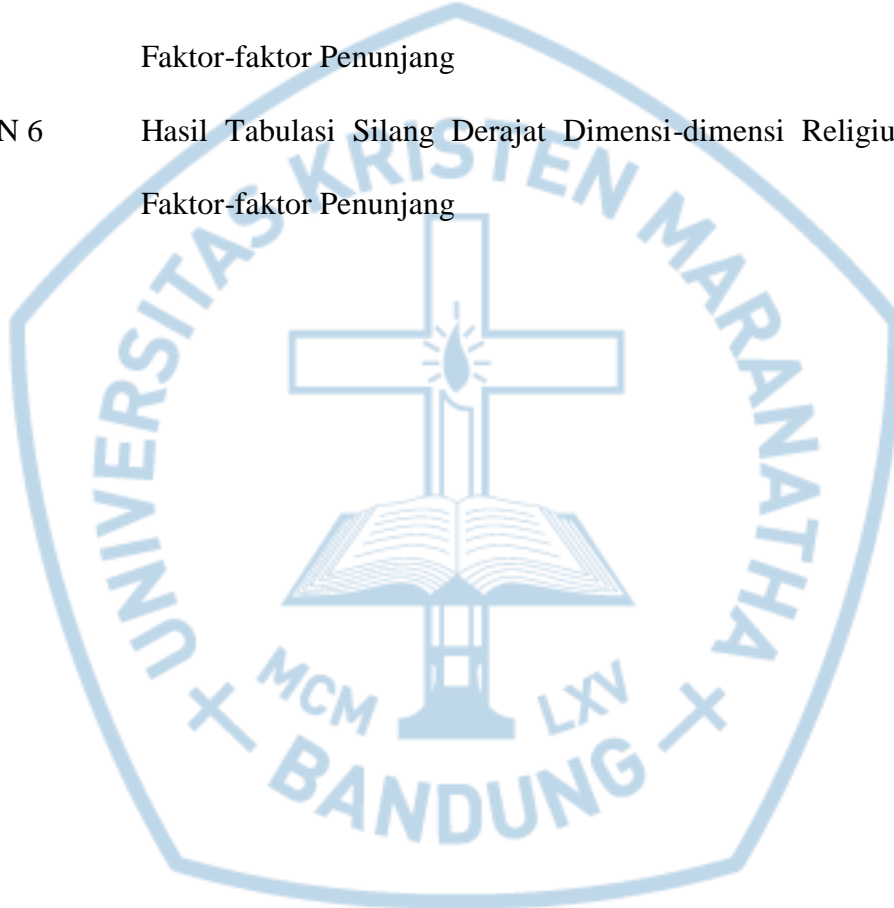 Faktor-faktor Penunjang
N 6 Hasil Tabulasi Silang Derajat Dimensi-dimensi Religiu
Faktor-faktor Penunjang
UNIVERSITAS KRISTEN MARANATHA
MCM LXV
BANDUNG